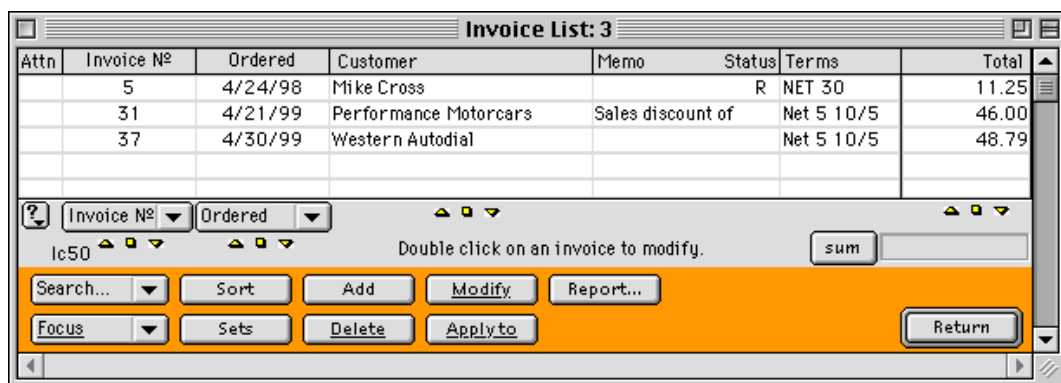 Invoice List: 3
Attn Invoice Nº Ordered Customer Memo Status Terms Total
5 4/24/98 Mike Cross R NET 30 11.25
31 4/21/99 Performance Motorcars Sales discount of Net 5 10/5 46.00
37 4/30/99 Western Autodial Net 5 10/5 48.79
? Invoice Nº Ordered
lc50 Double click on an invoice to modify. sum
Search... Sort Add Modify Report...
Focus Sets Delete Apply to Return